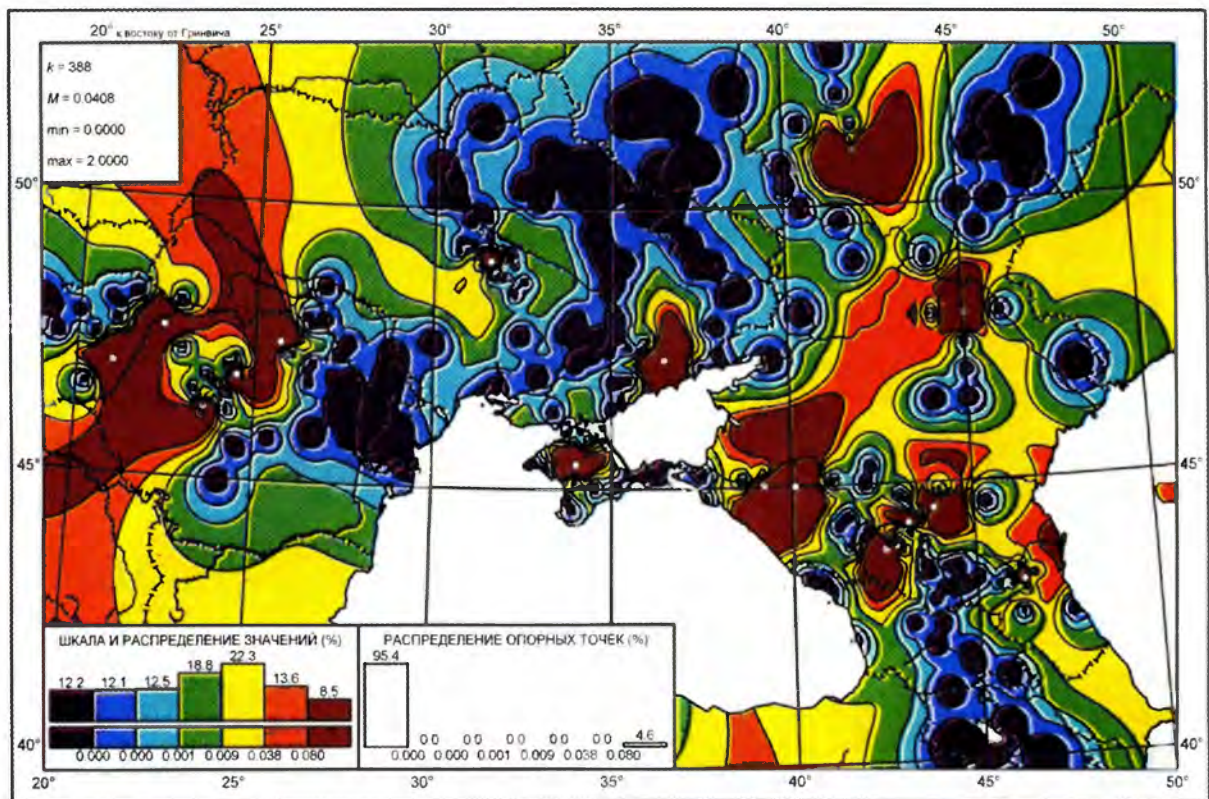 20° к востоку от Гринвича 25° 30° 35° 40° 45° 50°
k = 388
M = 0.0408
min = 0.0000
max = 2.0000
50° 50°
45° 45°
40° 40°
ШКАЛА И РАСПРЕДЕЛЕНИЕ ЗНАЧЕНИЙ (%)
12.2 12.1 12.5 18.8 22.3 13.6 8.5
0.000 0.000 0.001 0.009 0.038 0.080
РАСПРЕДЕЛЕНИЕ ОПОРНЫХ ТОЧЕК (%)
95.4 0.0 0.0 0.0 0.0 0.0 4.6
0.000 0.000 0.001 0.009 0.038 0.080
20° 25° 30° 35° 40° 45° 50°